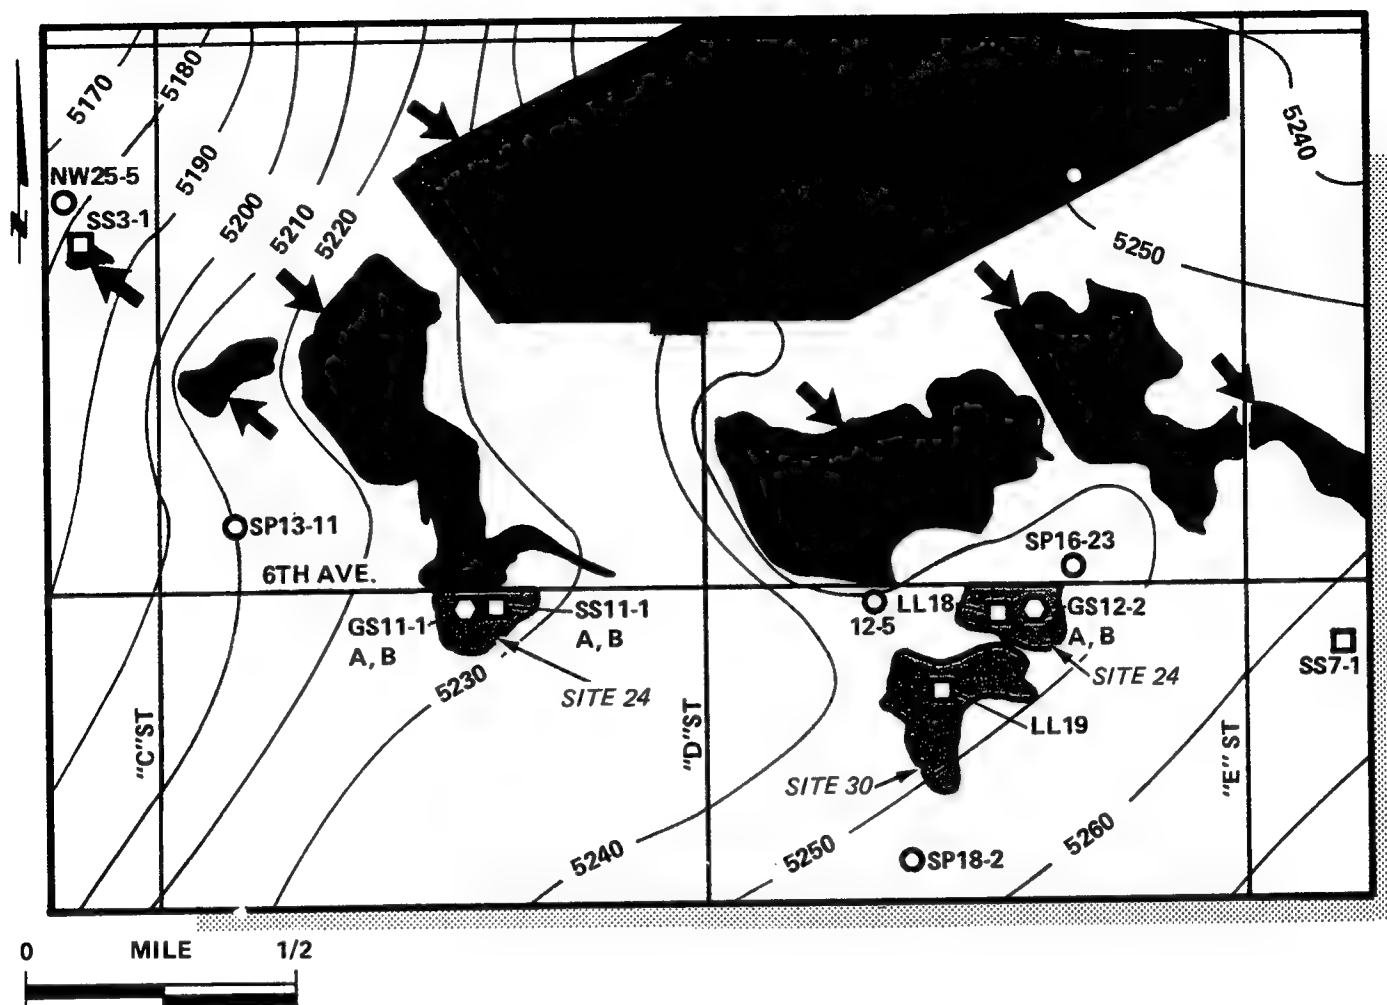 5170
5180
5190
5200
5210
5220
5240
5250
NW25-5
SS3-1
N
SP13-11
6TH AVE.
SP16-23
GS11-1
A, B
SS11-1
A, B
12-5
LL18
GS12-2
A, B
SS7-1
SITE 24
SITE 24
5230
LL19
"C" ST
"D" ST
"E" ST
SITE 30
5240
5250
5260
SP18-2
0 MILE 1/2